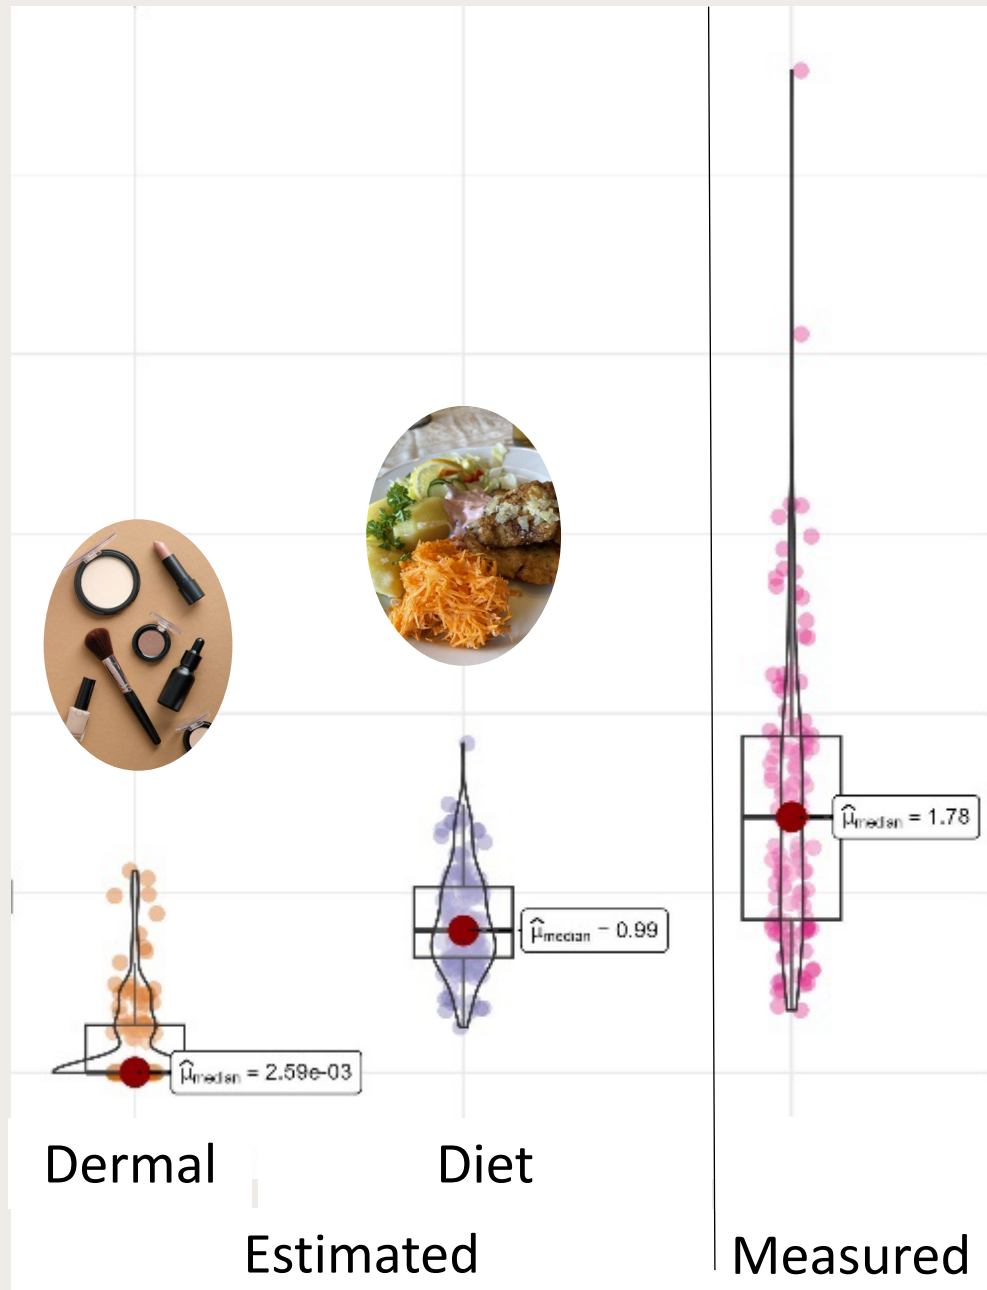 μ̂median = 1.78
μ̂median = 0.99
μ̂median = 2.59e-03
Dermal
Diet
Estimated
Measured